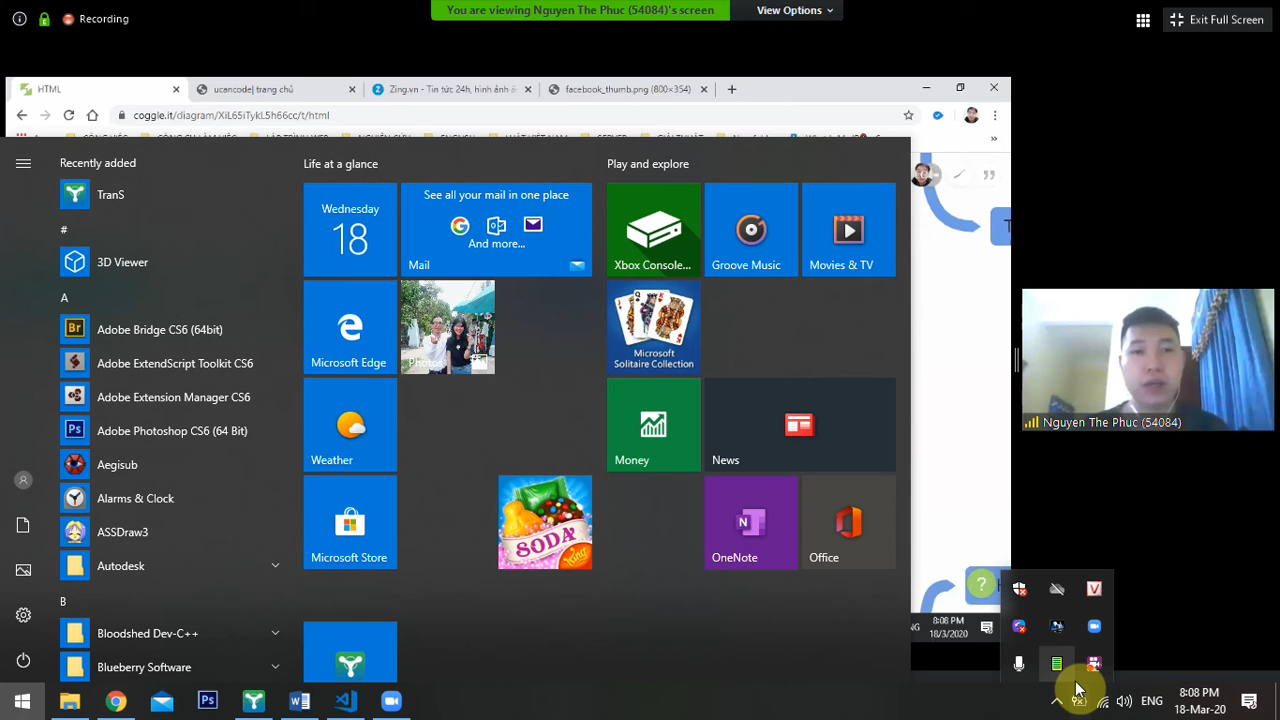 Recording
You are viewing Nguyen The Phuc (54084)'s screen
View Options
Exit Full Screen
HTML
ucancode| trang chủ
Zing.vn - Tin tức 24h, hình ảnh ấ
facebook_thumb.png (800×354)
coggle.it/diagram/XiL65iTykL5h66cc/t/html
Recently added
TranS
#
3D Viewer
A
Adobe Bridge CS6 (64bit)
Adobe ExtendScript Toolkit CS6
Adobe Extension Manager CS6
Adobe Photoshop CS6 (64 Bit)
Aegisub
Alarms & Clock
ASSDraw3
Autodesk
B
Bloodshed Dev-C++
Blueberry Software
Life at a glance
Wednesday
18
See all your mail in one place
And more...
Mail
Microsoft Edge
Photos
Weather
Microsoft Store
SODA
King
Play and explore
Xbox Console...
Groove Music
Movies & TV
Microsoft
Solitaire Collection
Money
News
OneNote
Office
Nguyen The Phuc (54084)
8:08 PM
18/3/2020
ENG
8:08 PM
18-Mar-20